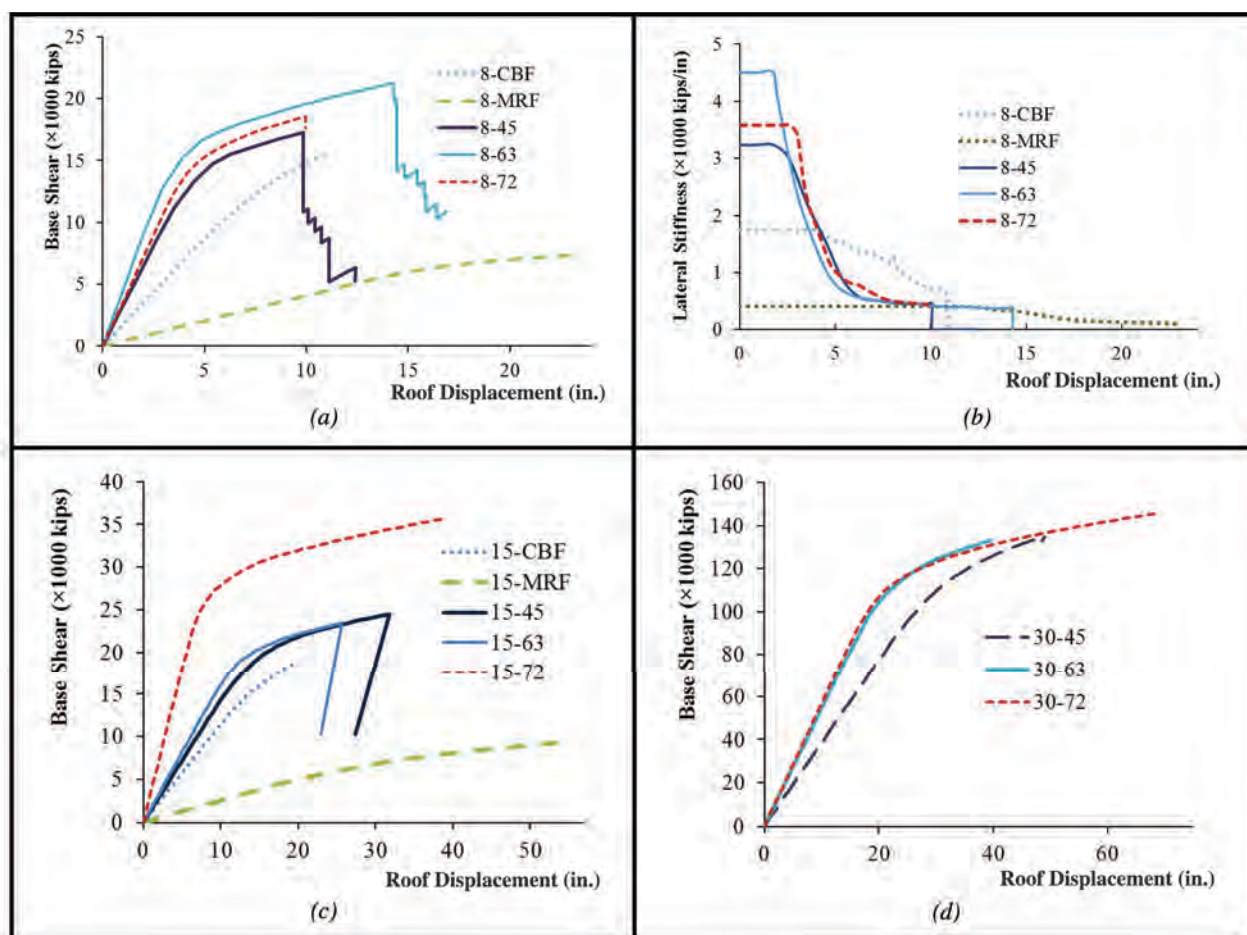 Base Shear (×1000 kips)
25
20
15
10
5
0
0 5 10 15 20
8-CBF
8-MRF
8-45
8-63
8-72
Roof Displacement (in.)
(a)
Lateral Stiffness (×1000 kips/in)
5
4
3
2
1
0
0 5 10 15 20
8-CBF
8-MRF
8-45
8-63
8-72
Roof Displacement (in.)
(b)
Base Shear (×1000 kips)
40
35
30
25
20
15
10
5
0
0 10 20 30 40 50
15-CBF
15-MRF
15-45
15-63
15-72
Roof Displacement (in.)
(c)
Base Shear (×1000 kips)
160
140
120
100
80
60
40
20
0
0 20 40 60
30-45
30-63
30-72
Roof Displacement (in.)
(d)